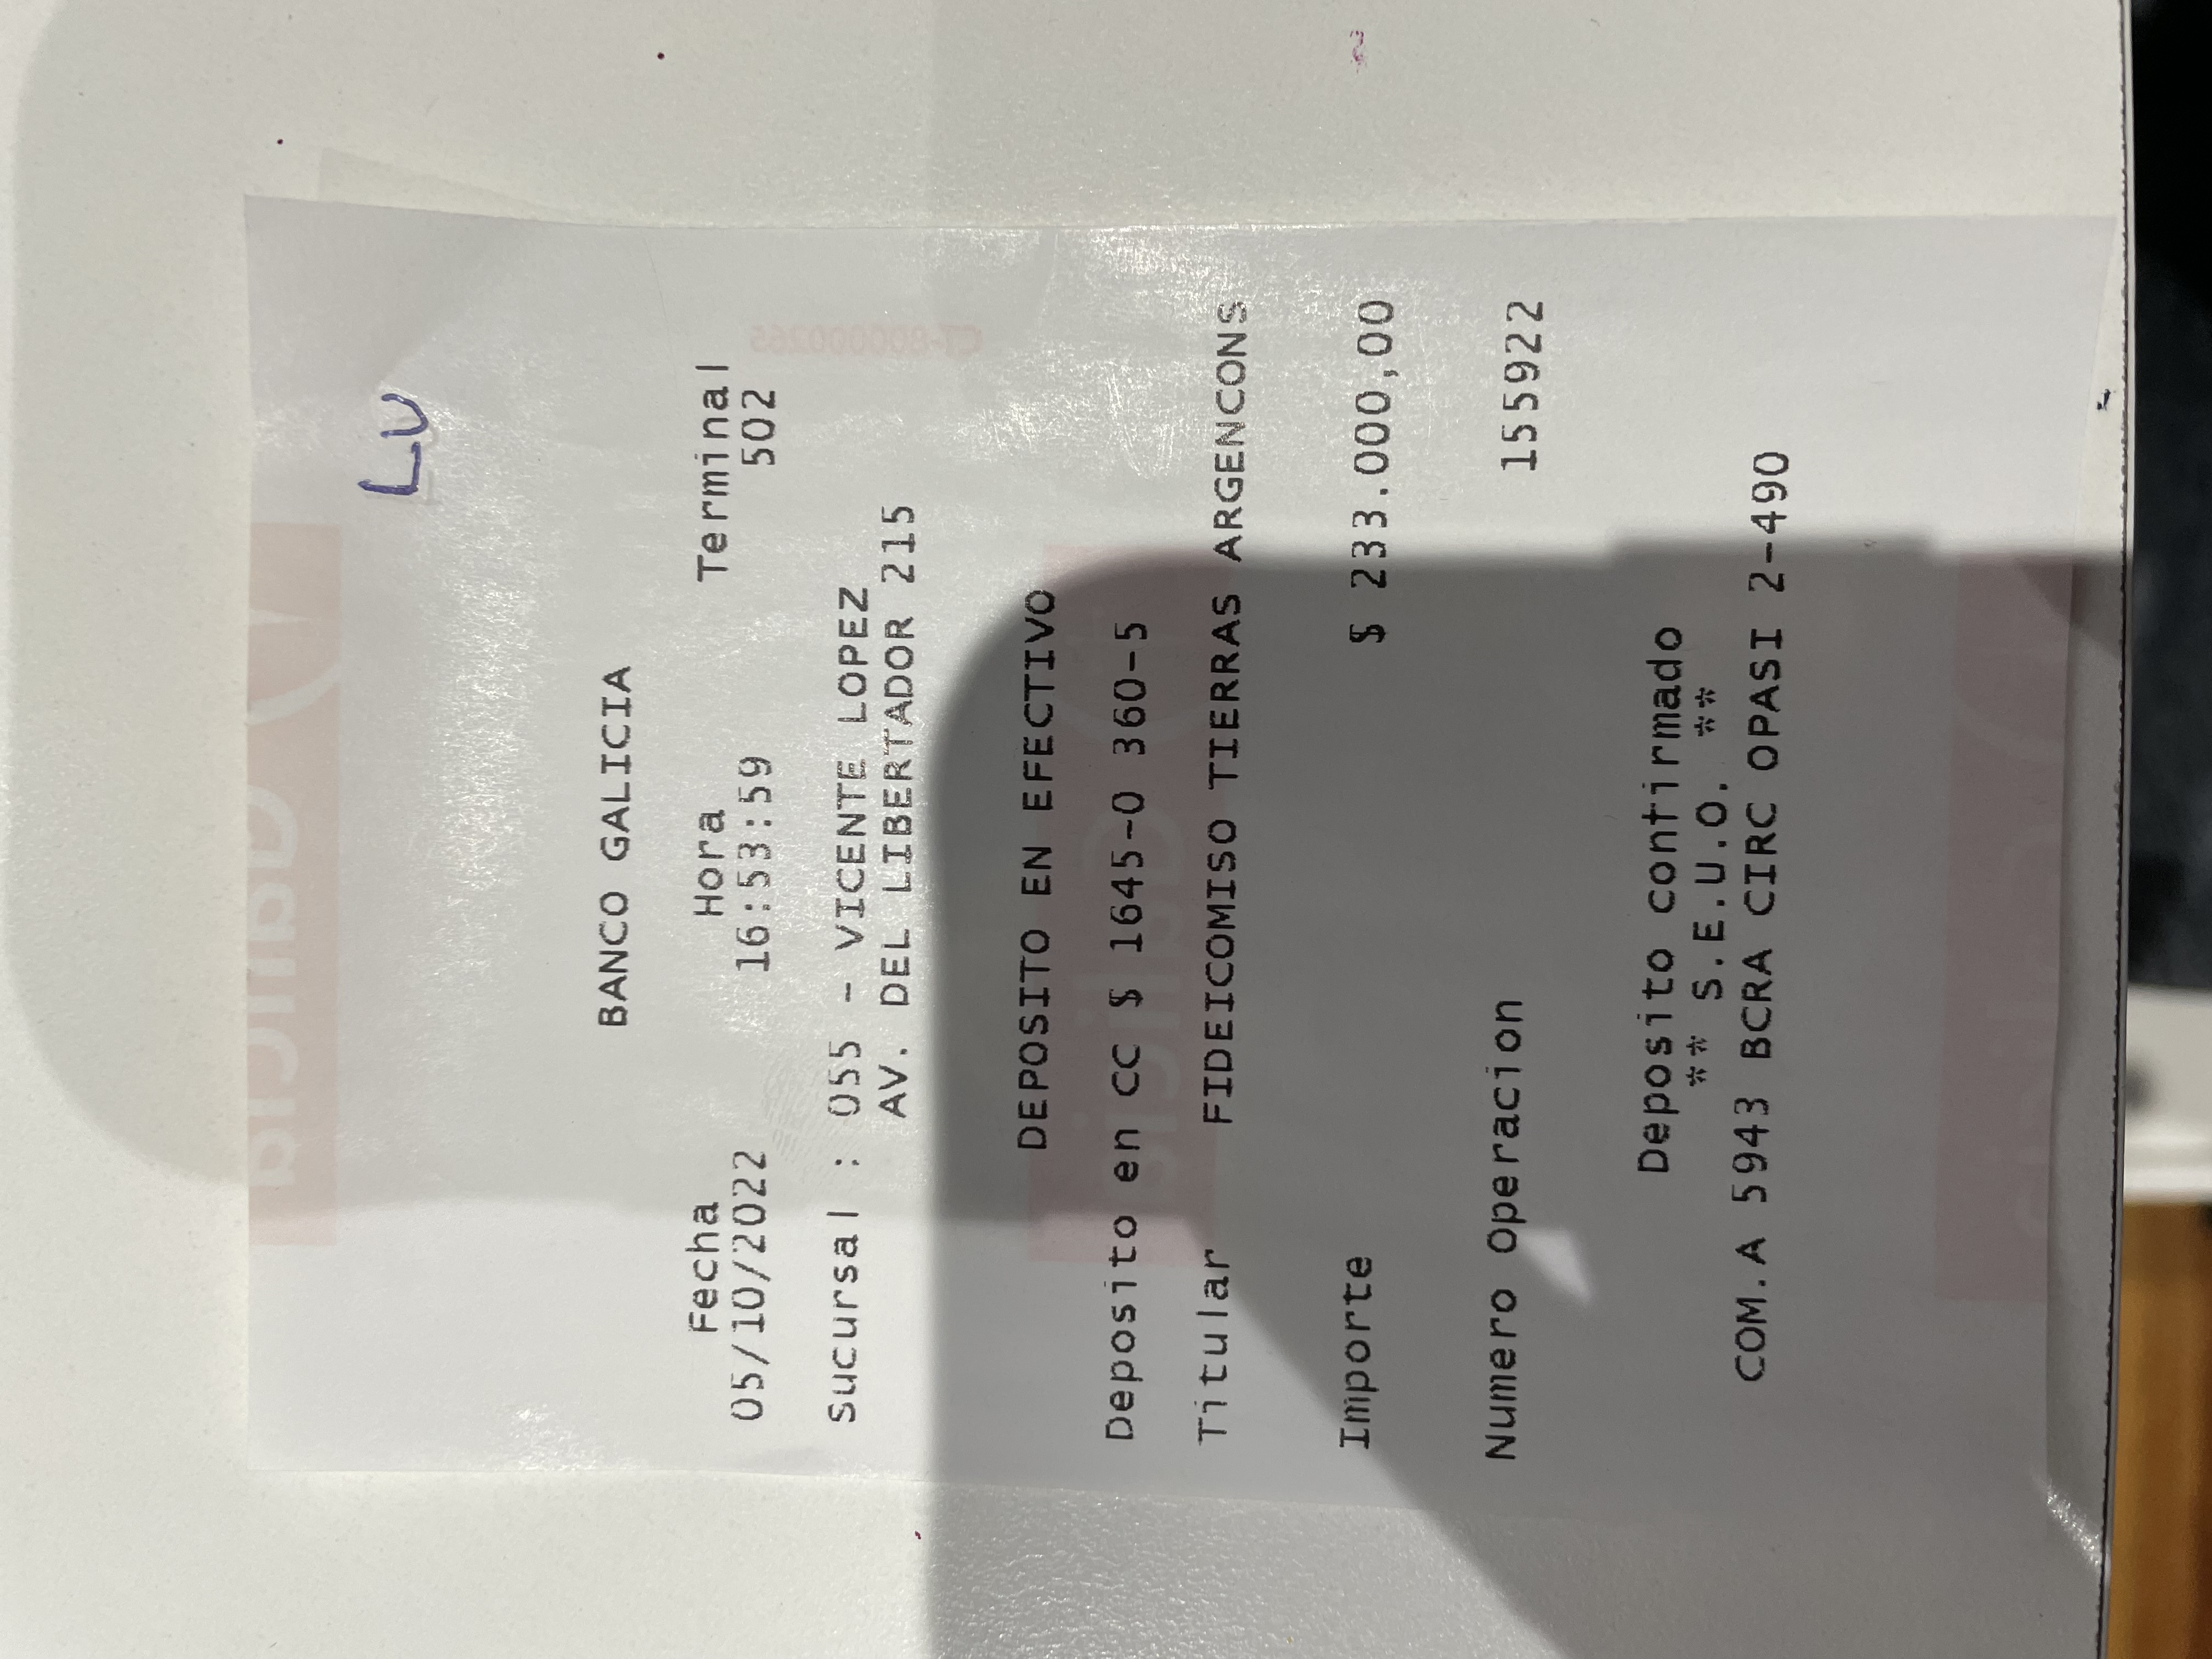 LU
BANCO GALICIA
Fecha Hora Terminal
05/10/2022 16:53:59 502
Sucursal : 055 - VICENTE LOPEZ
AV. DEL LIBERTADOR 215
DEPOSITO EN EFECTIVO
Deposito en CC $ 1645-0 360-5
Titular FIDEICOMISO TIERRAS ARGENCONS
Importe $ 233.000,00
Numero Operacion 155922
Deposito confirmado
** S.E.U.O. **
COM.A 5943 BCRA CIRC OPASI 2-490
Galicia
Galicia